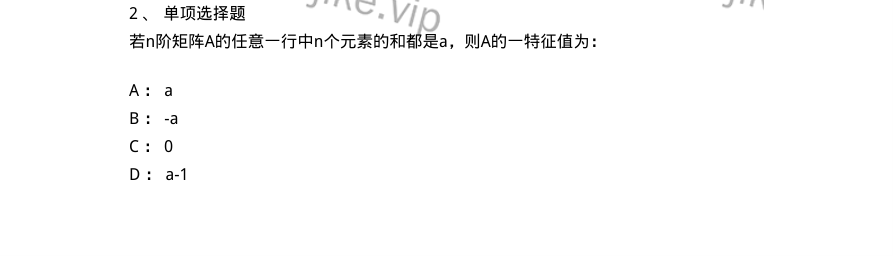 2 、 单项选择题
若n阶矩阵A的任意一行中n个元素的和都是a，则A的一特征值为：
A ： a
B ： -a
C ： 0
D ： a-1